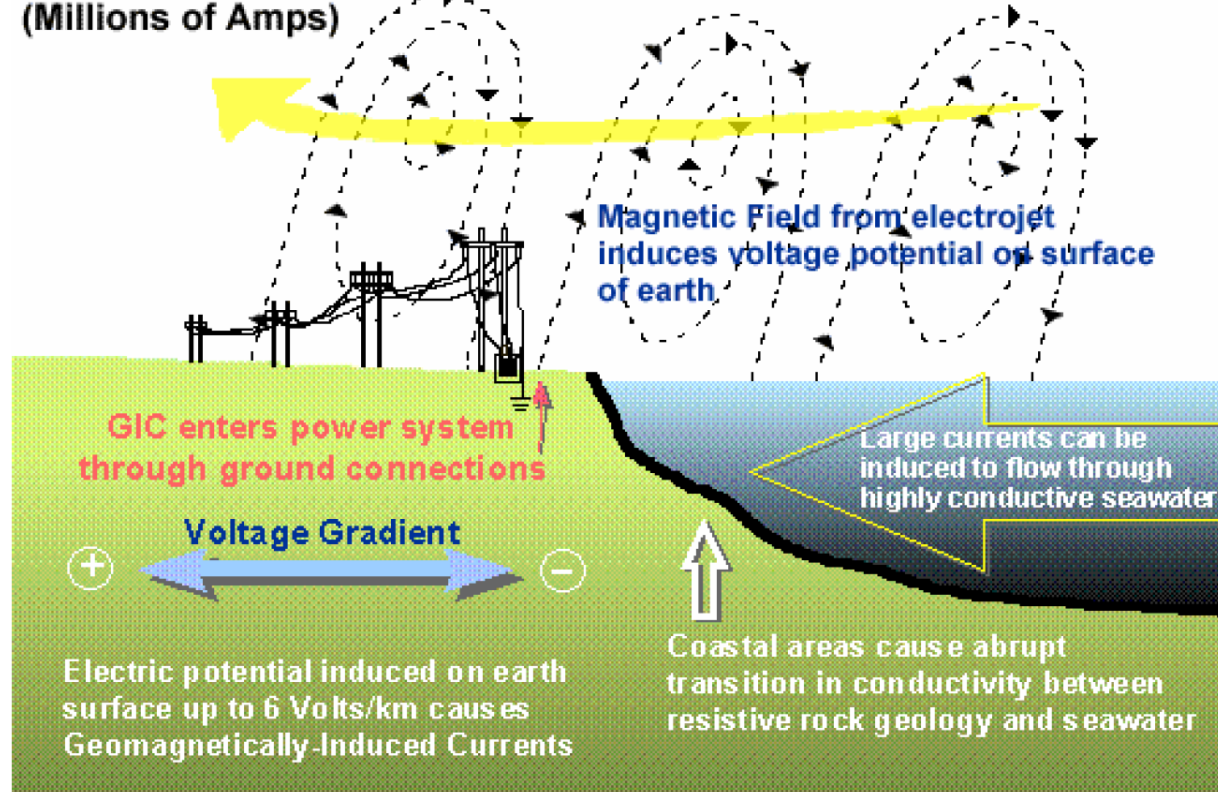 (Millions of Amps)
Magnetic Field from electrojet
induces voltage potential on surface
of earth
GIC enters power system
through ground connections
Large currents can be
induced to flow through
highly conductive seawater
Voltage Gradient
+
−
Coastal areas cause abrupt
transition in conductivity between
resistive rock geology and seawater
Electric potential induced on earth
surface up to 6 Volts/km causes
Geomagnetically-Induced Currents